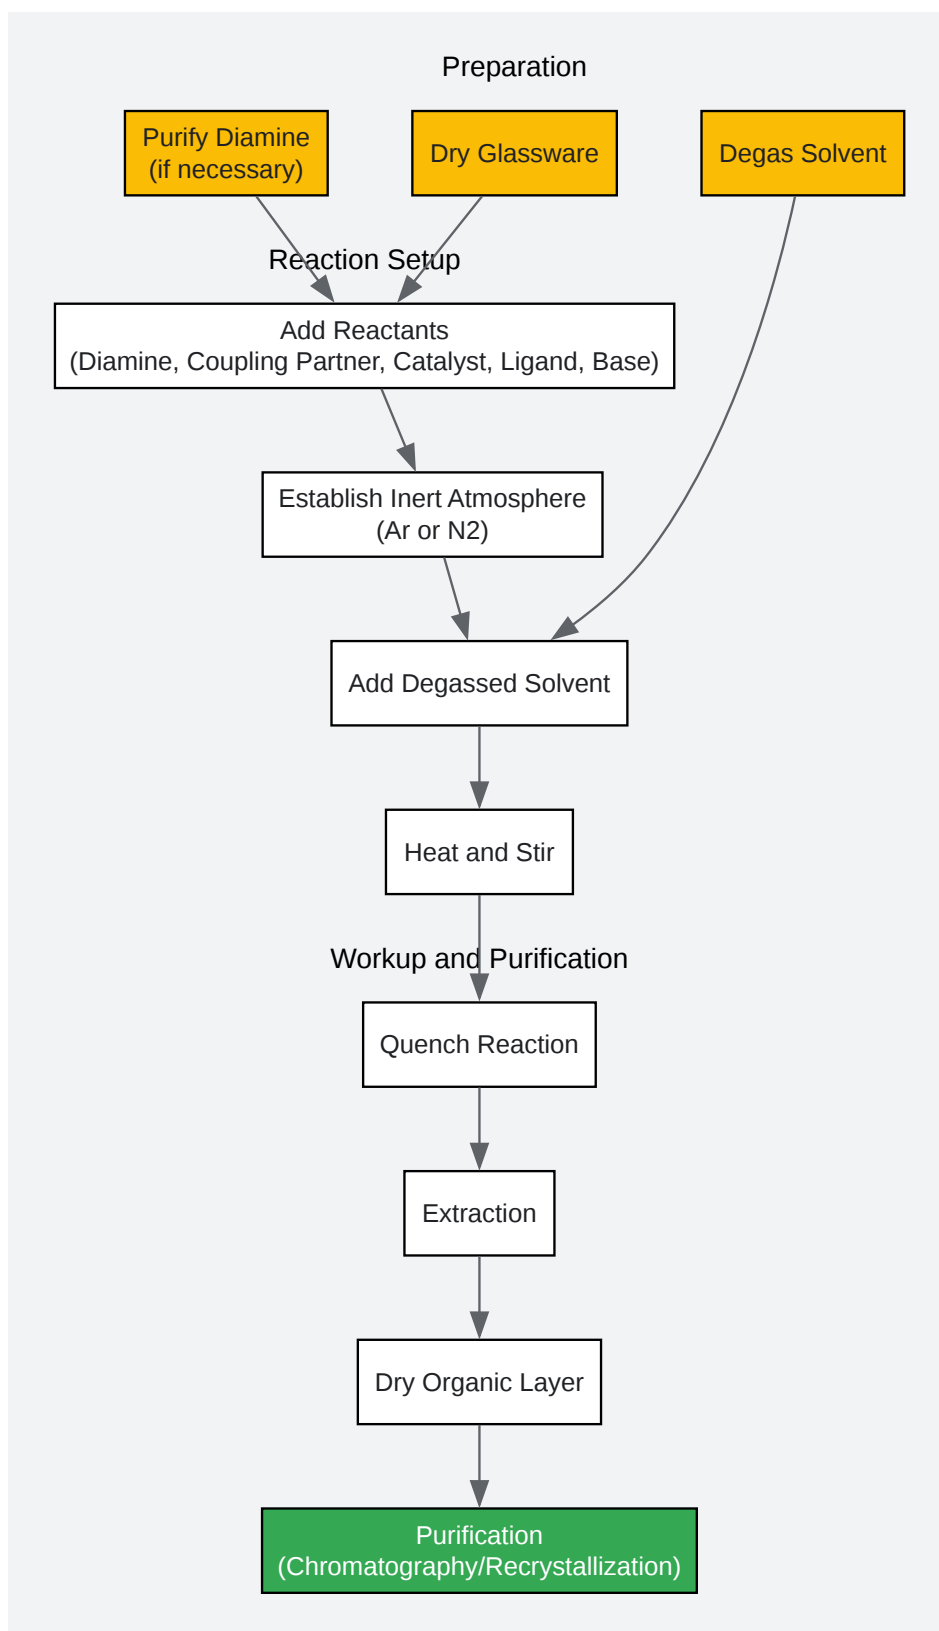 Preparation
Purify Diamine
(if necessary)
Dry Glassware
Degas Solvent
Reaction Setup
Add Reactants
(Diamine, Coupling Partner, Catalyst, Ligand, Base)
Establish Inert Atmosphere
(Ar or N2)
Add Degassed Solvent
Heat and Stir
Workup and Purification
Quench Reaction
Extraction
Dry Organic Layer
Purification
(Chromatography/Recrystallization)